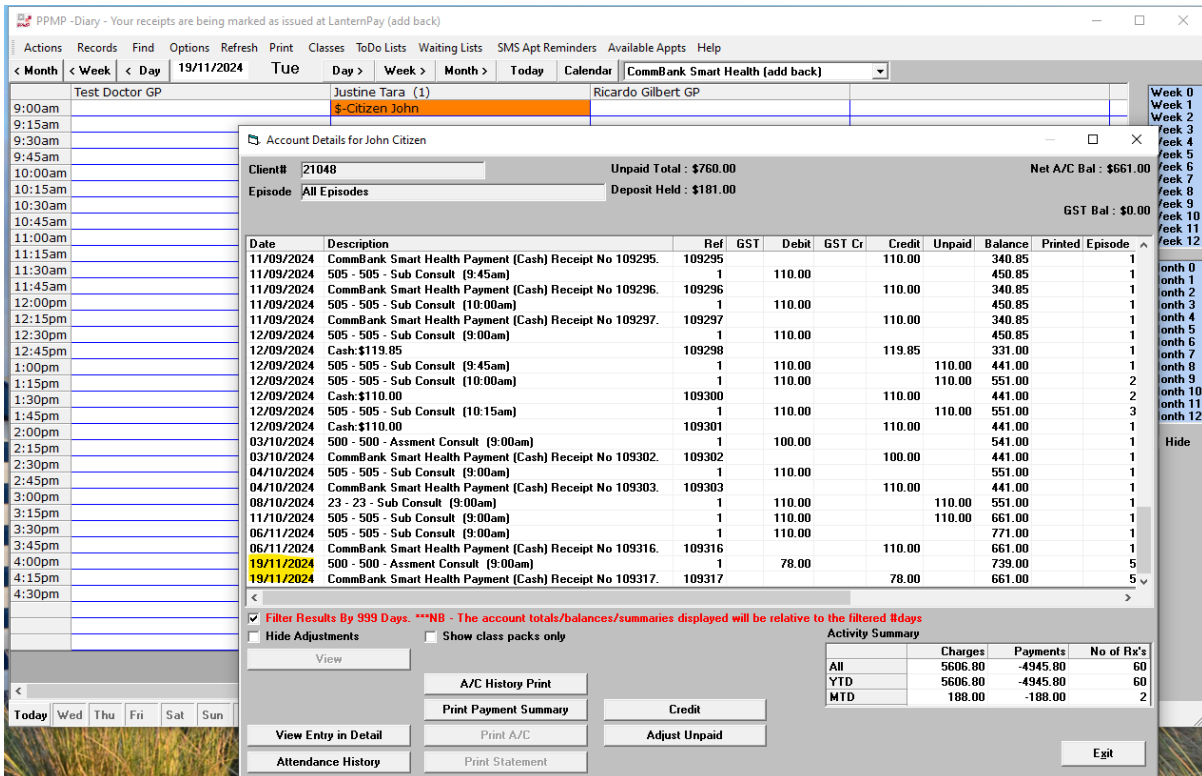 PPMP -Diary - Your receipts are being marked as issued at LanternPay (add back)
Actions Records Find Options Refresh Print Classes ToDo Lists Waiting Lists SMS Apt Reminders Available Appts Help
< Month < Week < Day 19/11/2024 Tue Day > Week > Month > Today Calendar CommBank Smart Health (add back)
Test Doctor GP Justine Tara (1) Ricardo Gilbert GP
9:00am $-Citizen John
9:15am
9:30am
9:45am
10:00am
10:15am
10:30am
10:45am
11:00am
11:15am
11:30am
11:45am
12:00pm
12:15pm
12:30pm
12:45pm
1:00pm
1:15pm
1:30pm
1:45pm
2:00pm
2:15pm
2:30pm
2:45pm
3:00pm
3:15pm
3:30pm
3:45pm
4:00pm
4:15pm
4:30pm
Today Wed Thu Fri Sat Sun
Week 0
Week 1
Week 2
Week 3
Week 4
Week 5
Week 6
Week 7
Week 8
Week 9
Week 10
Week 11
Week 12
onth 0
onth 1
onth 2
onth 3
onth 4
onth 5
onth 6
onth 7
onth 8
onth 9
onth 10
onth 11
onth 12
Hide
Account Details for John Citizen
Client# 21048 Unpaid Total : $760.00 Net A/C Bal : $661.00
Episode All Episodes Deposit Held : $181.00
GST Bal : $0.00
Date Description Ref GST Debit GST Cr Credit Unpaid Balance Printed Episode
11/09/2024 CommBank Smart Health Payment (Cash) Receipt No 109295. 109295 110.00 340.85 1
11/09/2024 505 - 505 - Sub Consult (9:45am) 1 110.00 450.85 1
11/09/2024 CommBank Smart Health Payment (Cash) Receipt No 109296. 109296 110.00 340.85 1
11/09/2024 505 - 505 - Sub Consult (10:00am) 1 110.00 450.85 1
11/09/2024 CommBank Smart Health Payment (Cash) Receipt No 109297. 109297 110.00 340.85 1
12/09/2024 505 - 505 - Sub Consult (9:00am) 1 110.00 450.85 1
12/09/2024 Cash:$119.85 109298 119.85 331.00 1
12/09/2024 505 - 505 - Sub Consult (9:45am) 1 110.00 110.00 441.00 1
12/09/2024 505 - 505 - Sub Consult (10:00am) 1 110.00 110.00 551.00 2
12/09/2024 Cash:$110.00 109300 110.00 441.00 2
12/09/2024 505 - 505 - Sub Consult (10:15am) 1 110.00 110.00 551.00 3
12/09/2024 Cash:$110.00 109301 110.00 441.00 1
03/10/2024 500 - 500 - Assment Consult (9:00am) 1 100.00 541.00 1
03/10/2024 CommBank Smart Health Payment (Cash) Receipt No 109302. 109302 100.00 441.00 1
04/10/2024 505 - 505 - Sub Consult (9:00am) 1 110.00 551.00 1
04/10/2024 CommBank Smart Health Payment (Cash) Receipt No 109303. 109303 110.00 441.00 1
08/10/2024 23 - 23 - Sub Consult (9:00am) 1 110.00 110.00 551.00 1
11/10/2024 505 - 505 - Sub Consult (9:00am) 1 110.00 110.00 661.00 1
06/11/2024 505 - 505 - Sub Consult (9:00am) 1 110.00 771.00 1
06/11/2024 CommBank Smart Health Payment (Cash) Receipt No 109316. 109316 110.00 661.00 1
19/11/2024 500 - 500 - Assment Consult (9:00am) 1 78.00 739.00 5
19/11/2024 CommBank Smart Health Payment (Cash) Receipt No 109317. 109317 78.00 661.00 5
Filter Results By 999 Days. ***NB - The account totals/balances/summaries displayed will be relative to the filtered #days
Hide Adjustments Show class packs only Activity Summary
View
Charges Payments No of Rx's
All 5606.80 -4945.80 60
YTD 5606.80 -4945.80 60
MTD 188.00 -188.00 2
A/C History Print
Print Payment Summary Credit
View Entry in Detail Print A/C Adjust Unpaid
Attendance History Print Statement Exit